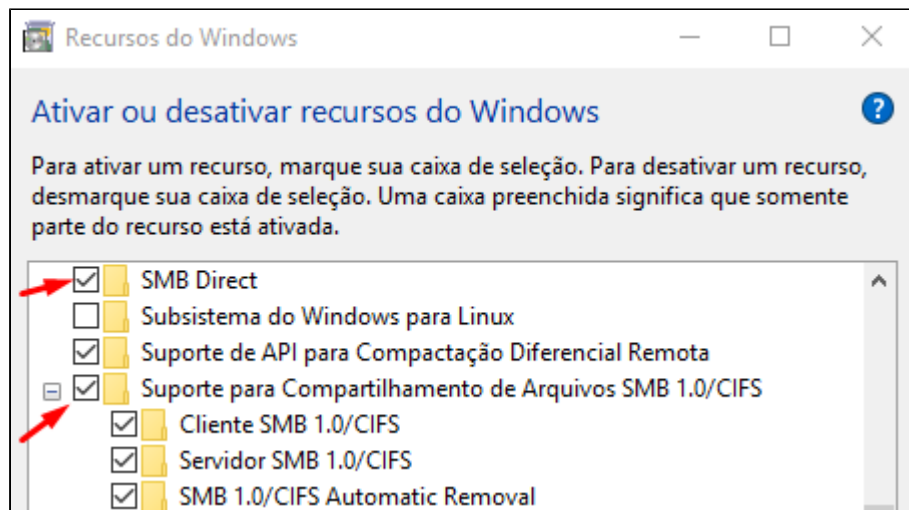 Recursos do Windows
Ativar ou desativar recursos do Windows
?
Para ativar um recurso, marque sua caixa de seleção. Para desativar um recurso,
desmarque sua caixa de seleção. Uma caixa preenchida significa que somente
parte do recurso está ativada.
SMB Direct
Subsistema do Windows para Linux
Suporte de API para Compactação Diferencial Remota
Suporte para Compartilhamento de Arquivos SMB 1.0/CIFS
Cliente SMB 1.0/CIFS
Servidor SMB 1.0/CIFS
SMB 1.0/CIFS Automatic Removal